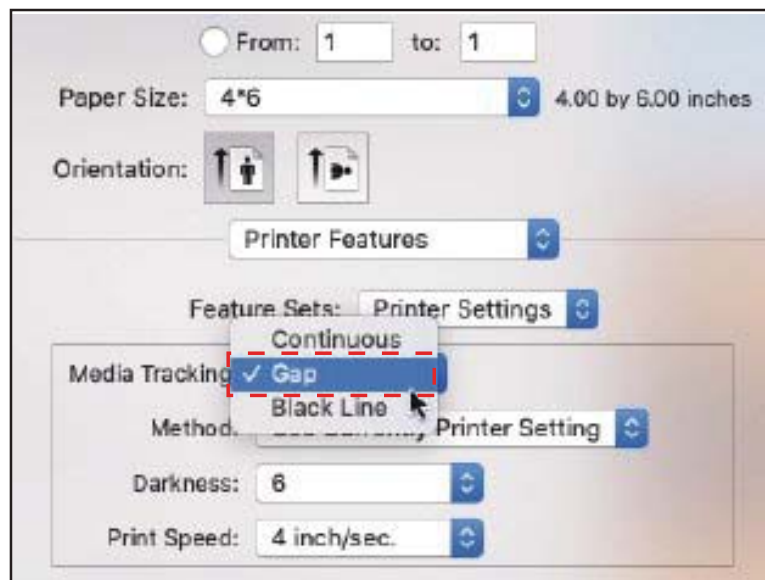 From: 1 to: 1
Paper Size: 4*6 4.00 by 6.00 inches
Orientation:
Printer Features
Feature Sets: Printer Settings
Continuous
Media Tracking ✓ Gap
Black Line
Method: Printer Setting
Darkness: 6
Print Speed: 4 inch/sec.